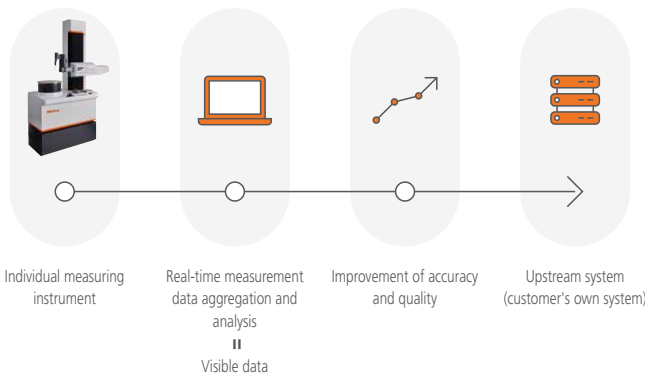 Individual measuring
instrument
Real-time measurement
data aggregation and
analysis
=
Visible data
Improvement of accuracy
and quality
Upstream system
(customer's own system)